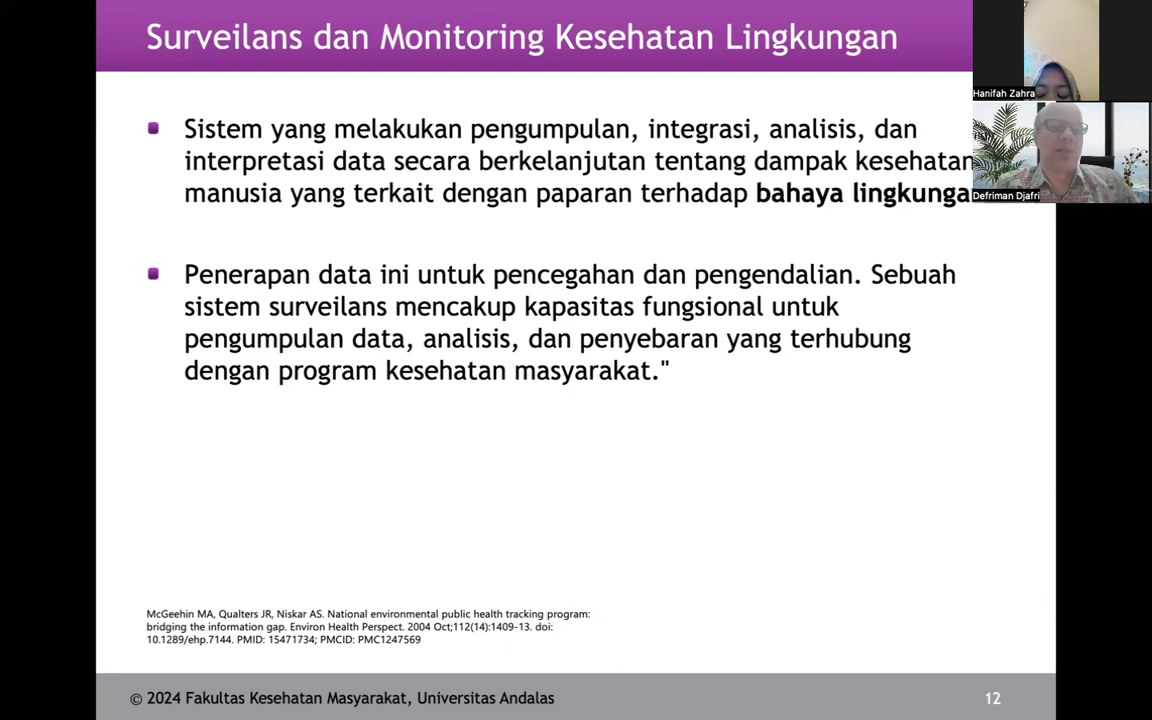 Surveilans dan Monitoring Kesehatan Lingkungan
Hanifah Zahra
Defriman Djafri
Sistem yang melakukan pengumpulan, integrasi, analisis, dan
interpretasi data secara berkelanjutan tentang dampak kesehatan
manusia yang terkait dengan paparan terhadap bahaya lingkunga
Penerapan data ini untuk pencegahan dan pengendalian. Sebuah
sistem surveilans mencakup kapasitas fungsional untuk
pengumpulan data, analisis, dan penyebaran yang terhubung
dengan program kesehatan masyarakat."
McGeehin MA, Qualters JR, Niskar AS. National environmental public health tracking program:
bridging the information gap. Environ Health Perspect. 2004 Oct;112(14):1409-13. doi:
10.1289/ehp.7144. PMID: 15471734; PMCID: PMC1247569
© 2024 Fakultas Kesehatan Masyarakat, Universitas Andalas
12